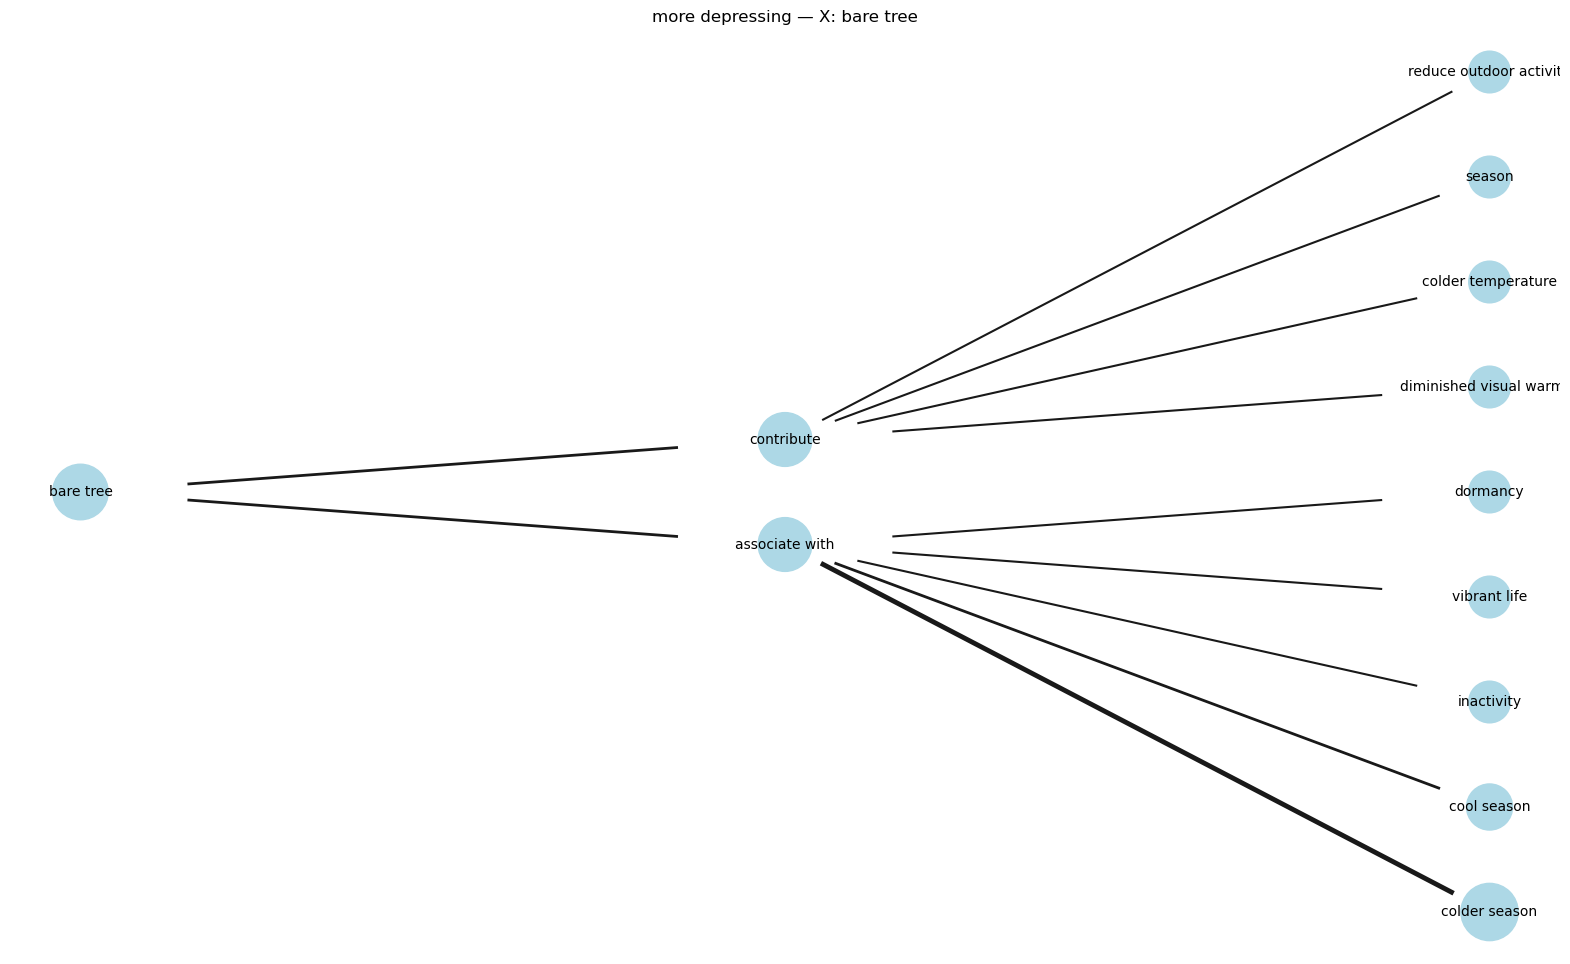 more depressing — X: bare tree
reduce outdoor activit
season
colder temperature
diminished visual warm
contribute
bare tree
dormancy
associate with
vibrant life
inactivity
cool season
colder season